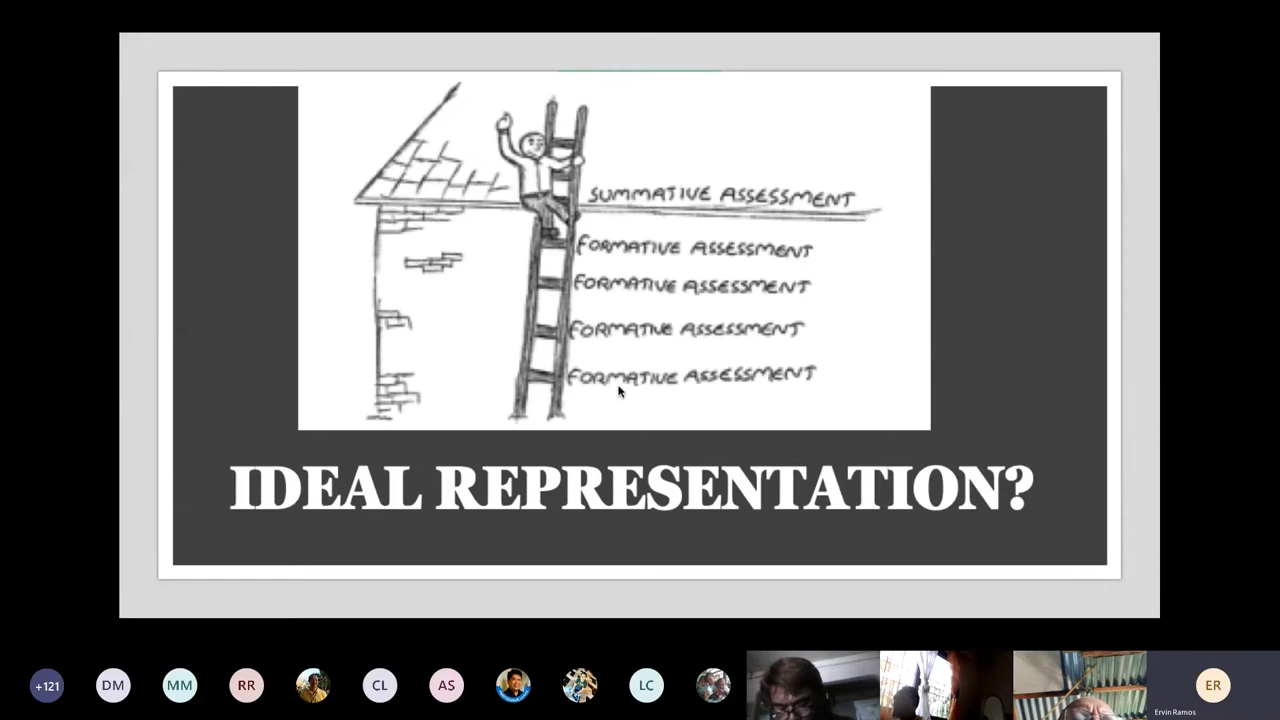 SUMMATIVE ASSESSMENT
FORMATIVE ASSESSMENT
FORMATIVE ASSESSMENT
FORMATIVE ASSESSMENT
FORMATIVE ASSESSMENT
IDEAL REPRESENTATION?
+121 DM MM RR CL AS LC ER
Ervin Ramos